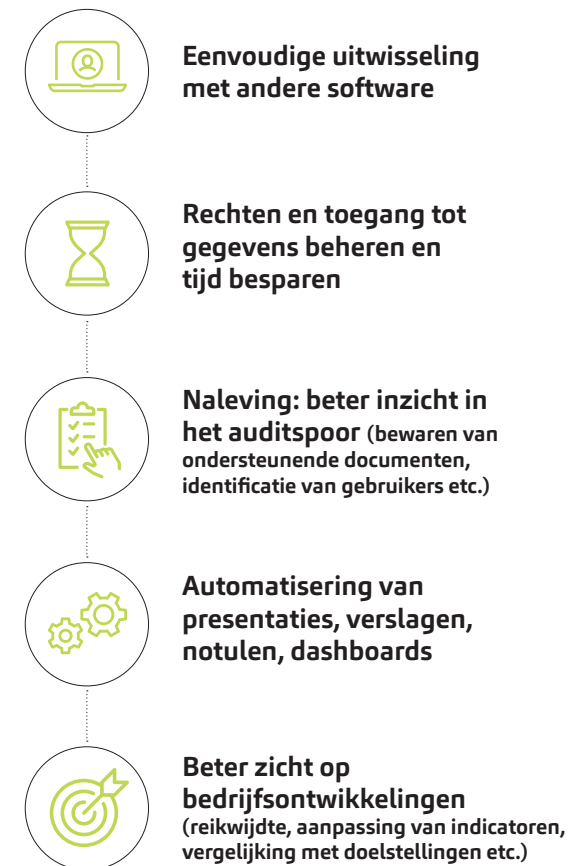 Eenvoudige uitwisseling
met andere software
Rechten en toegang tot
gegevens beheren en
tijd besparen
Naleving: beter inzicht in
het auditspoor (bewaren van
ondersteunende documenten,
identificatie van gebruikers etc.)
Automatisering van
presentaties, verslagen,
notulen, dashboards
Beter zicht op
bedrijfsontwikkelingen
(reikwijdte, aanpassing van indicatoren,
vergelijking met doelstellingen etc.)